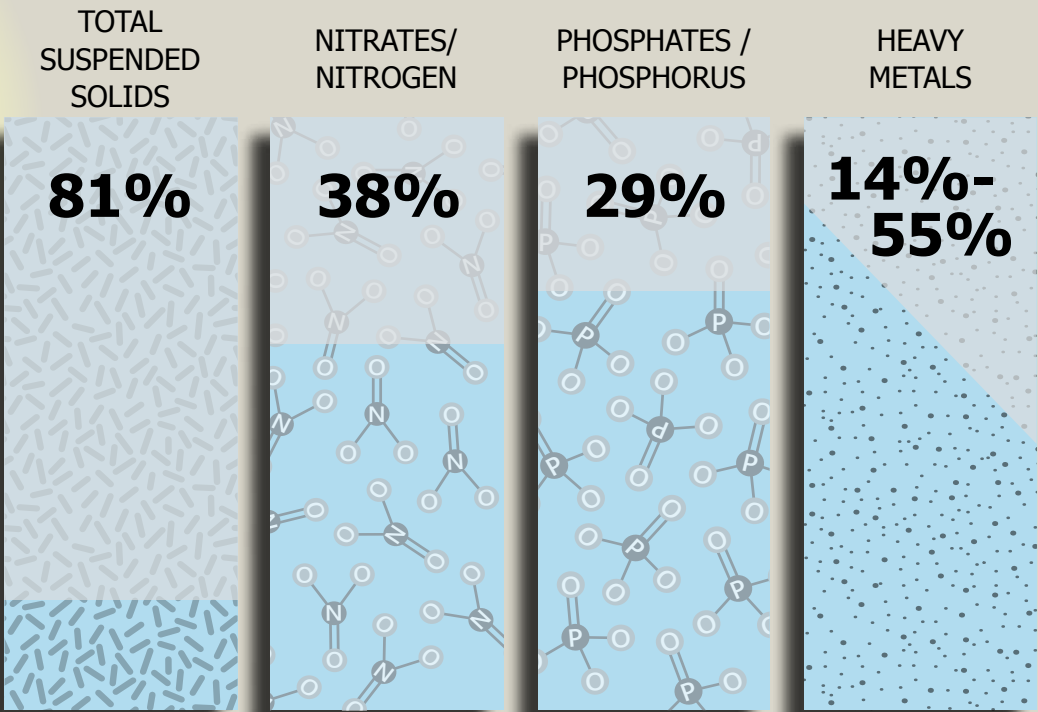 TOTAL
SUSPENDED
SOLIDS
81%
NITRATES/
NITROGEN
38%
PHOSPHATES /
PHOSPHORUS
29%
HEAVY
METALS
14%-
55%